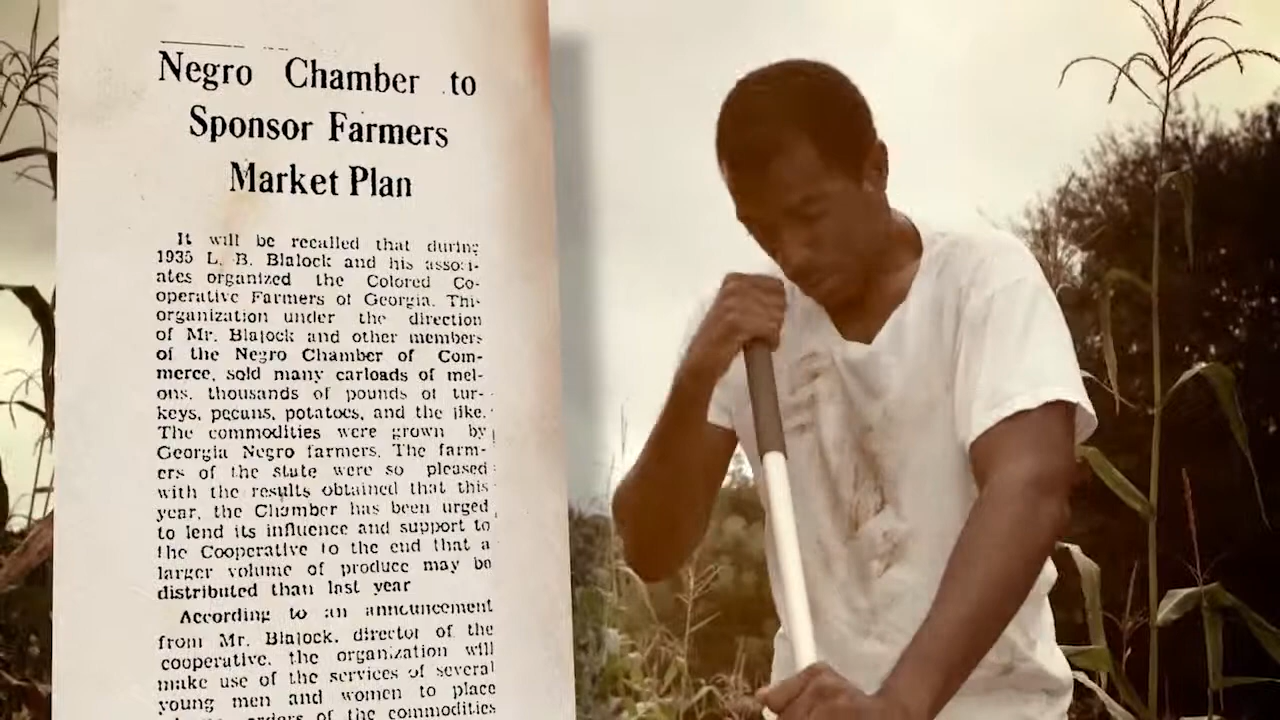 Negro Chamber to
Sponsor Farmers
Market Plan
It will be recalled that during
1935 L. B. Blalock and his associ-
ates organized the Colored Co-
operative Farmers of Georgia. This
organization under the direction
of Mr. Blalock and other members
of the Negro Chamber of Com-
merce, sold many carloads of mel-
ons, thousands of pounds of tur-
keys, pecans, potatoes, and the like.
The commodities were grown by
Georgia Negro farmers. The farm-
ers of the state were so pleased
with the results obtained that this
year, the Chamber has been urged
to lend its influence and support to
the Cooperative to the end that a
larger volume of produce may be
distributed than last year
According to an announcement
from Mr. Blalock, director of the
cooperative, the organization will
make use of the services of several
young men and women to place
orders of the commodities